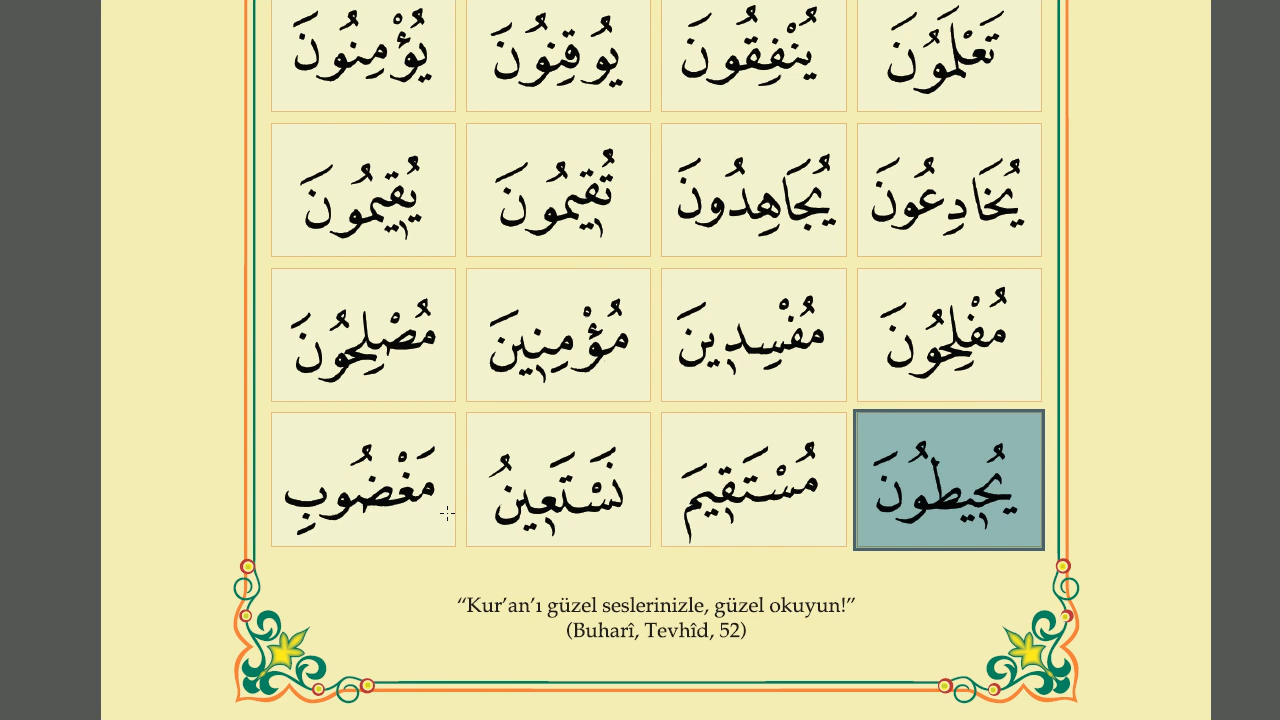 تَعْلَمُونَ يُنْفِقُونَ يُوقِنُونَ يُؤْمِنُونَ
يُخَادِعُونَ يُجَاهِدُونَ تُقِيمُونَ يُقِيمُونَ
مُفْلِحُونَ مُفْسِدِينَ مُؤْمِنِينَ مُصْلِحُونَ
يُحِيطُونَ مُسْتَقِيمَ نَسْتَعِينُ مَغْضُوبِ
“Kur’an’ı güzel seslerinizle, güzel okuyun!”
(Buharî, Tevhîd, 52)